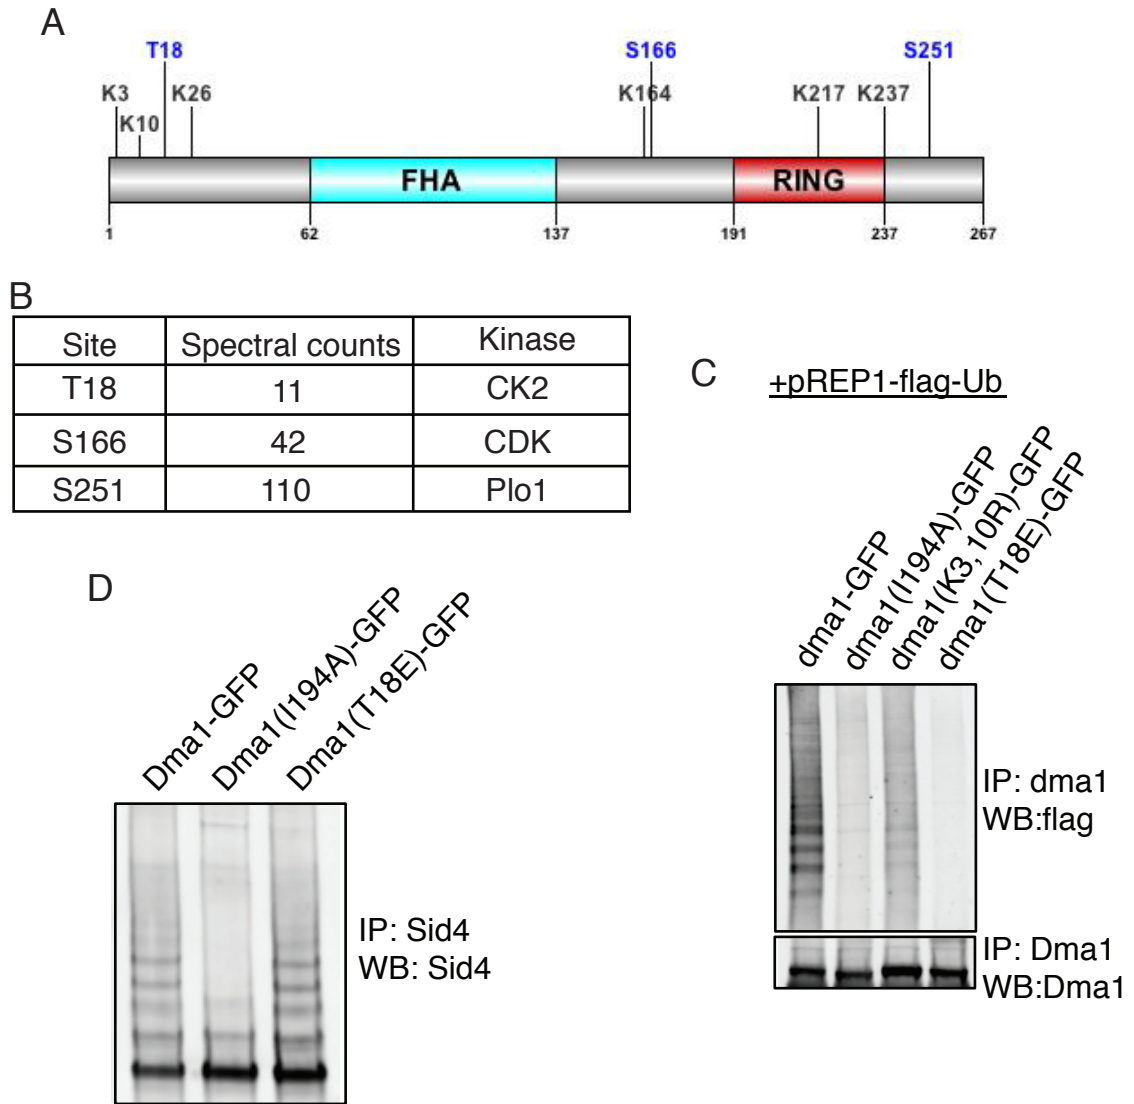 A
T18 S166 S251
K3 K26 K164 K217 K237
K10
FHA RING
1 62 137 191 237 267
B
Site Spectral counts Kinase
T18 11 CK2
S166 42 CDK
S251 110 Plo1
C
+pREP1-flag-Ub
dma1-GFP
dma1(I194A)-GFP
dma1(K3,10R)-GFP
dma1(T18E)-GFP
IP: dma1
WB:flag
IP: Dma1
WB:Dma1
D
Dma1-GFP
Dma1(I194A)-GFP
Dma1(T18E)-GFP
IP: Sid4
WB: Sid4